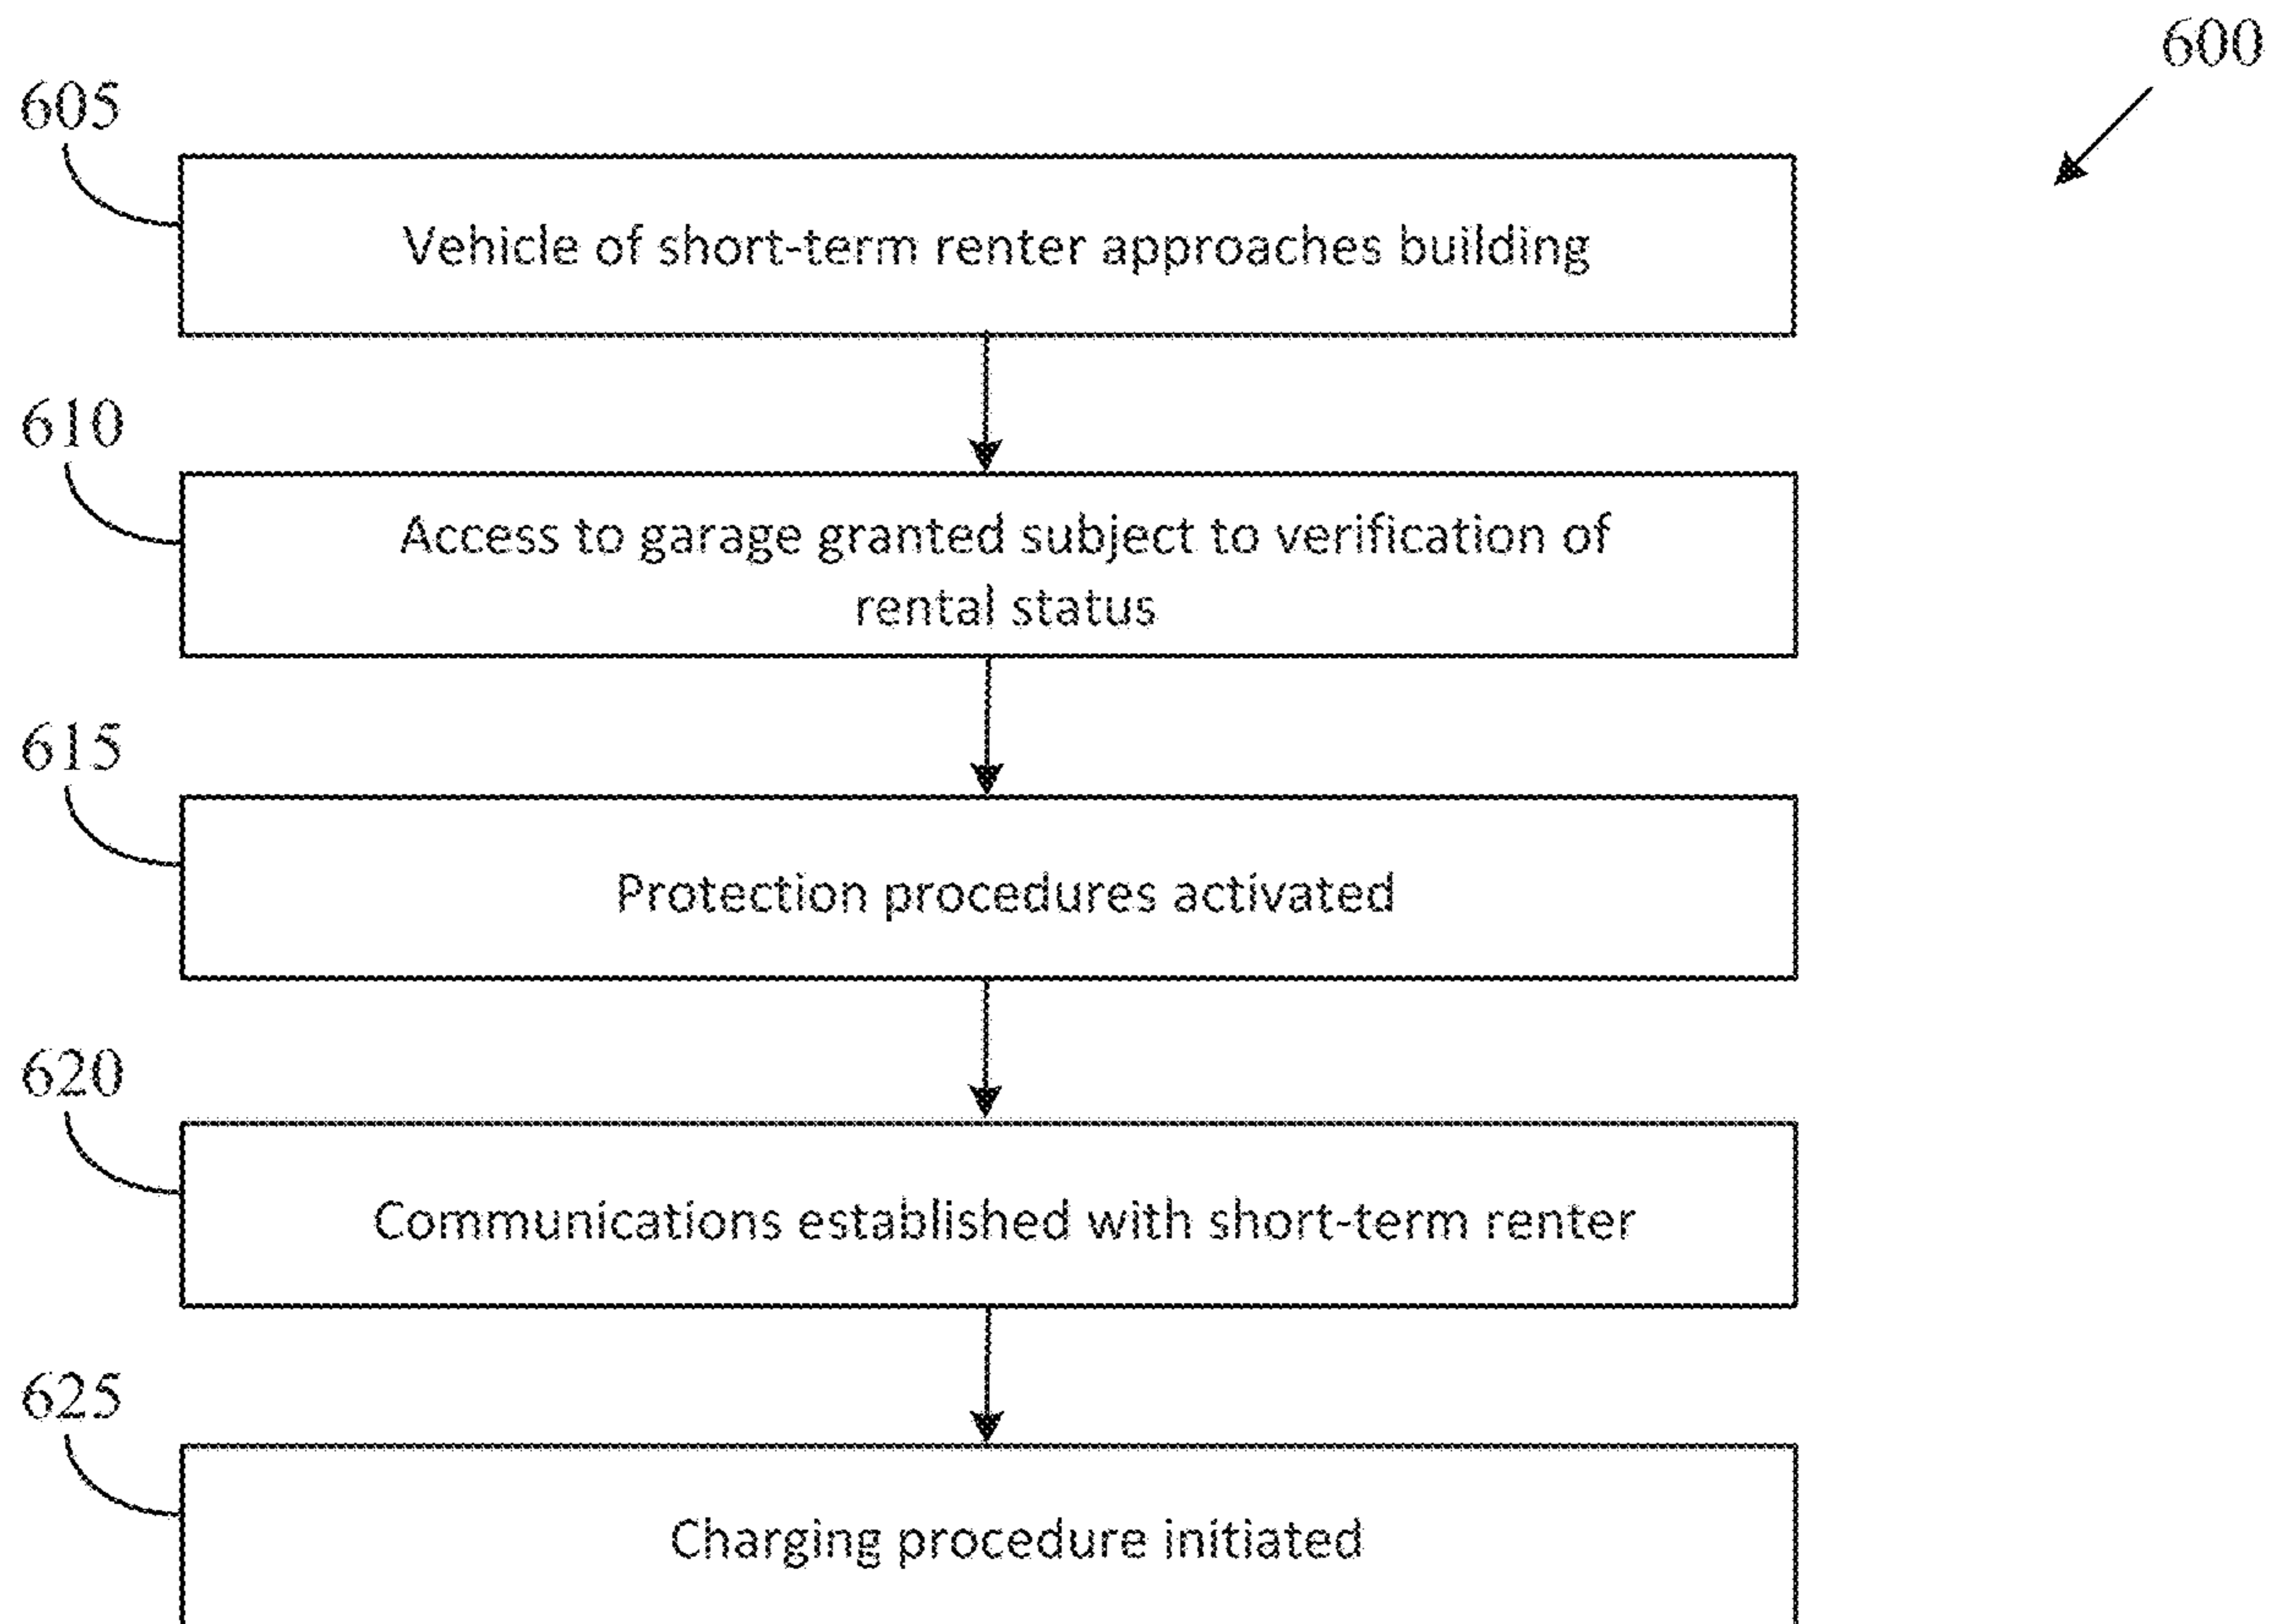 600
605
Vehicle of short-term renter approaches building
610
Access to garage granted subject to verification of
rental status
615
Protection procedures activated
620
Communications established with short-term renter
625
Charging procedure initiated